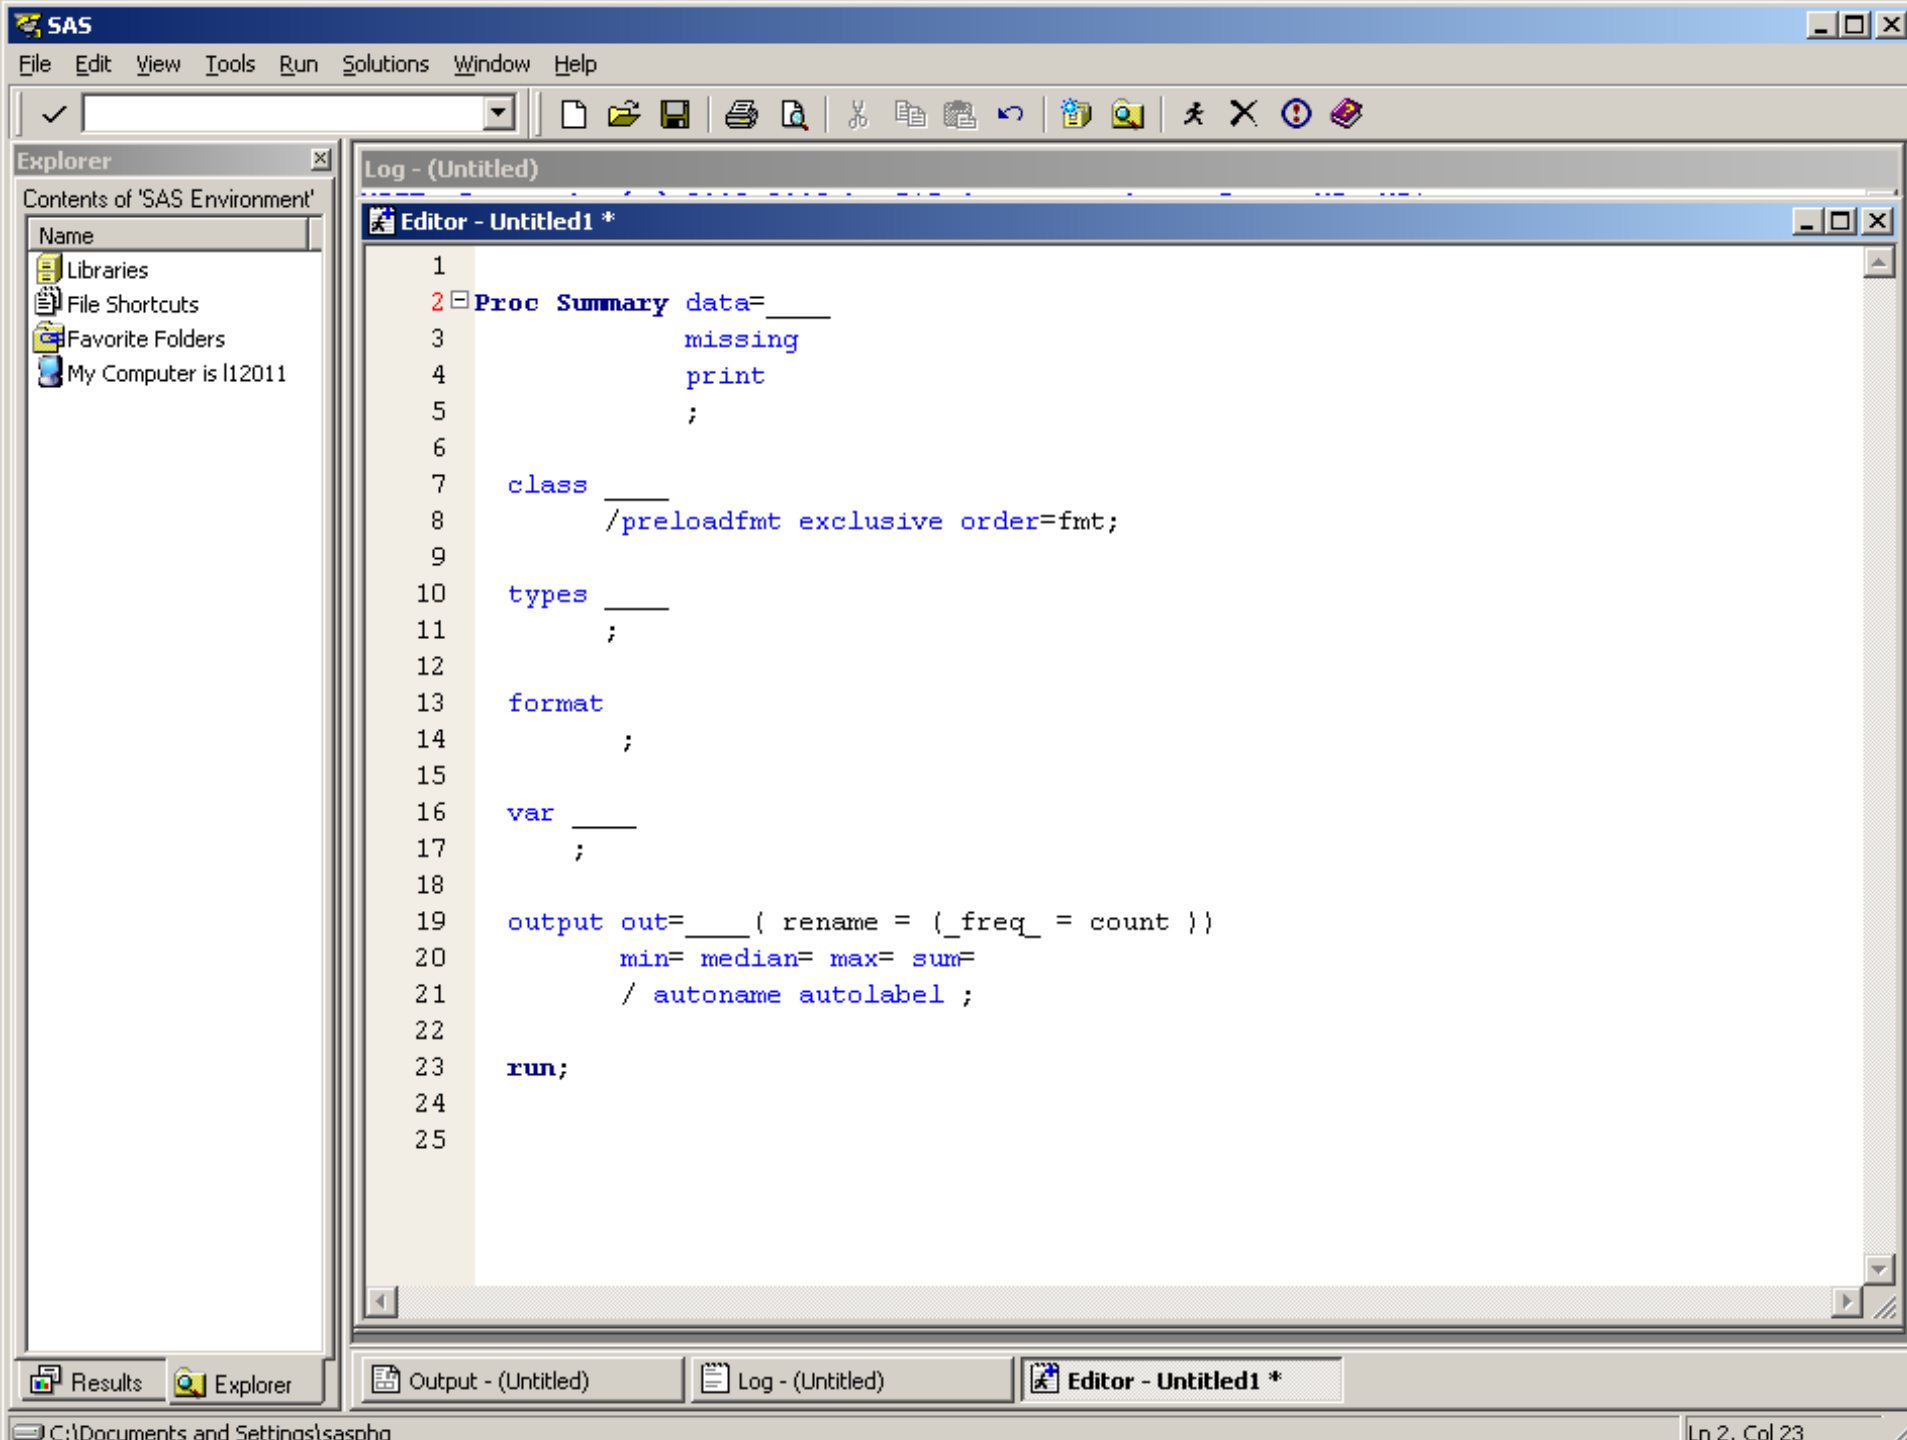 SAS
File Edit View Tools Run Solutions Window Help
Explorer
Contents of 'SAS Environment'
Name
Libraries
File Shortcuts
Favorite Folders
My Computer is l12011
Log - (Untitled)
Editor - Untitled1 *
1
2 Proc Summary data=____
3 missing
4 print
5 ;
6
7 class ____
8 /preloadfmt exclusive order=fmt;
9
10 types ____
11 ;
12
13 format
14 ;
15
16 var ____
17 ;
18
19 output out=____( rename = (_freq_ = count ))
20 min= median= max= sum=
21 / autoname autolabel ;
22
23 run;
24
25
Results Explorer
Output - (Untitled) Log - (Untitled) Editor - Untitled1 *
C:\Documents and Settings\sasphg Ln 2, Col 23